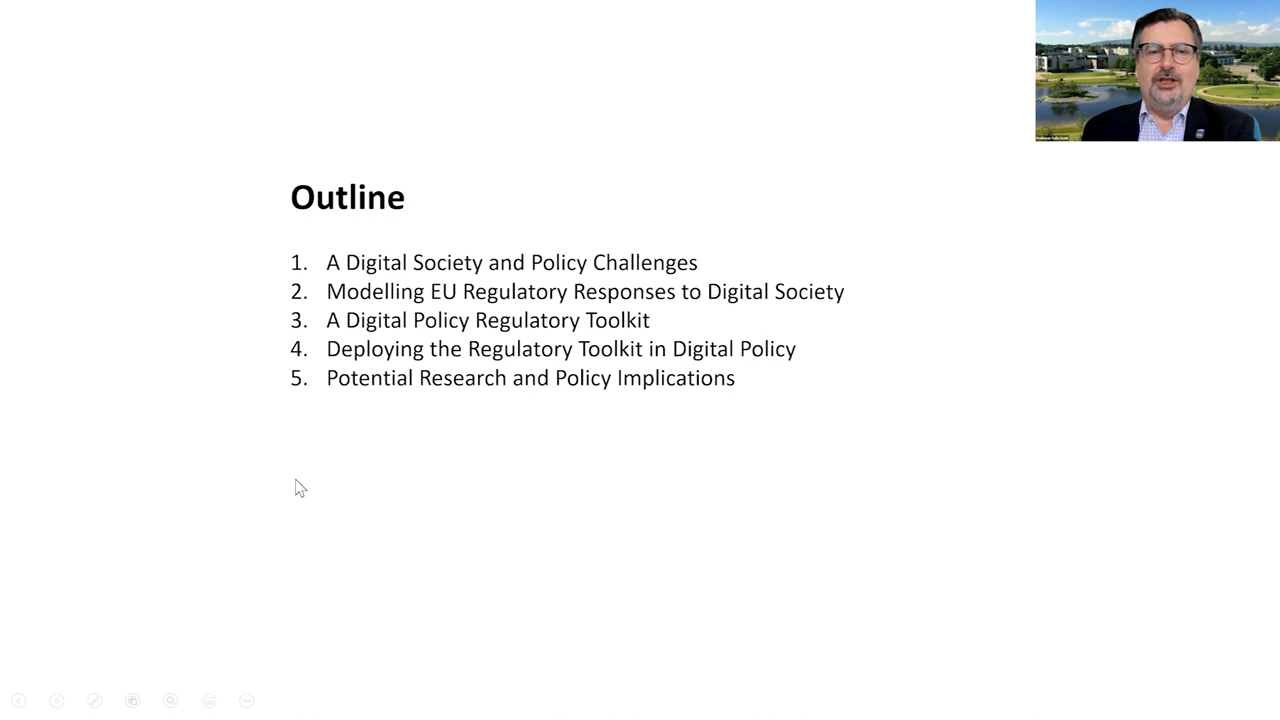 Outline
1. A Digital Society and Policy Challenges
2. Modelling EU Regulatory Responses to Digital Society
3. A Digital Policy Regulatory Toolkit
4. Deploying the Regulatory Toolkit in Digital Policy
5. Potential Research and Policy Implications